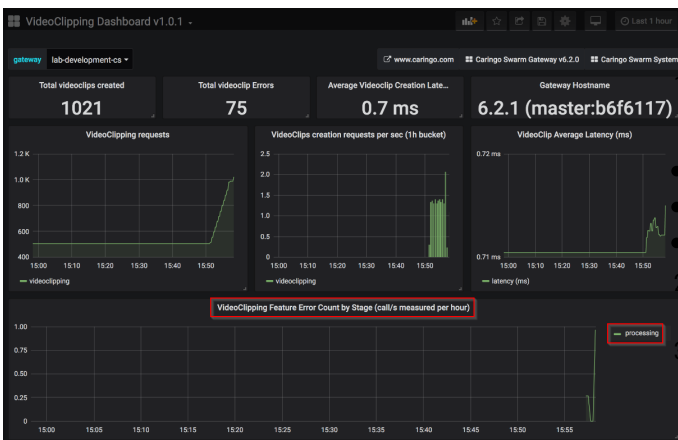 VideoClipping Dashboard v1.0.1
Last 1 hour
gateway lab-development-cs
www.caringo.com
Caringo Swarm Gateway v6.2.0
Caringo Swarm System
Total videoclips created
1021
Total videoclip Errors
75
Average Videoclip Creation Late...
0.7 ms
Gateway Hostname
6.2.1 (master:b6f6117)
VideoClipping requests
1.2 K
1.0 K
800
600
400
15:00 15:10 15:20 15:30 15:40 15:50
videoclipping
VideoClips creation requests per sec (1h bucket)
2.5
2.0
1.5
1.0
0.5
0
15:00 15:10 15:20 15:30 15:40 15:50
videoclipping
VideoClip Average Latency (ms)
0.72 ms
0.71 ms
15:00 15:10 15:20 15:30 15:40 15:50
latency (ms)
VideoClipping Feature Error Count by Stage (call/s measured per hour)
1.00
0.75
0.50
0.25
0
15:00 15:05 15:10 15:15 15:20 15:25 15:30 15:35 15:40 15:45 15:50 15:55
processing